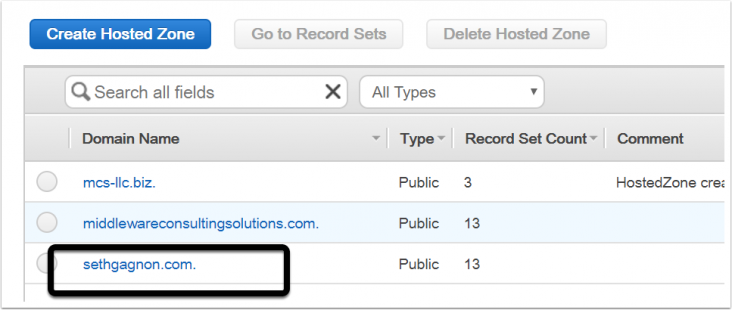 Create Hosted Zone Go to Record Sets Delete Hosted Zone
Search all fields All Types
Domain Name Type Record Set Count Comment
mcs-llc.biz. Public 3 HostedZone crea
middlewareconsultingsolutions.com. Public 13
sethgagnon.com. Public 13